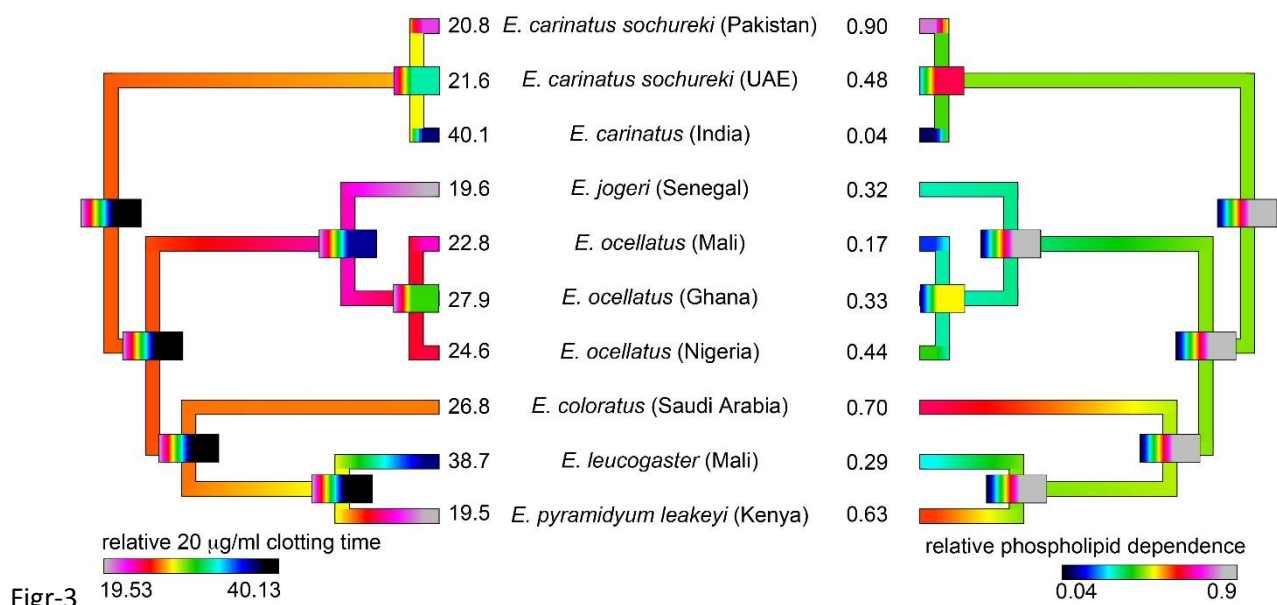 20.8 E. carinatus sochureki (Pakistan) 0.90
21.6 E. carinatus sochureki (UAE) 0.48
40.1 E. carinatus (India) 0.04
19.6 E. jogeri (Senegal) 0.32
22.8 E. ocellatus (Mali) 0.17
27.9 E. ocellatus (Ghana) 0.33
24.6 E. ocellatus (Nigeria) 0.44
26.8 E. coloratus (Saudi Arabia) 0.70
38.7 E. leucogaster (Mali) 0.29
19.5 E. pyramidyum leakeyi (Kenya) 0.63
relative 20 μg/ml clotting time
19.53 40.13
relative phospholipid dependence
0.04 0.9
Figr-3